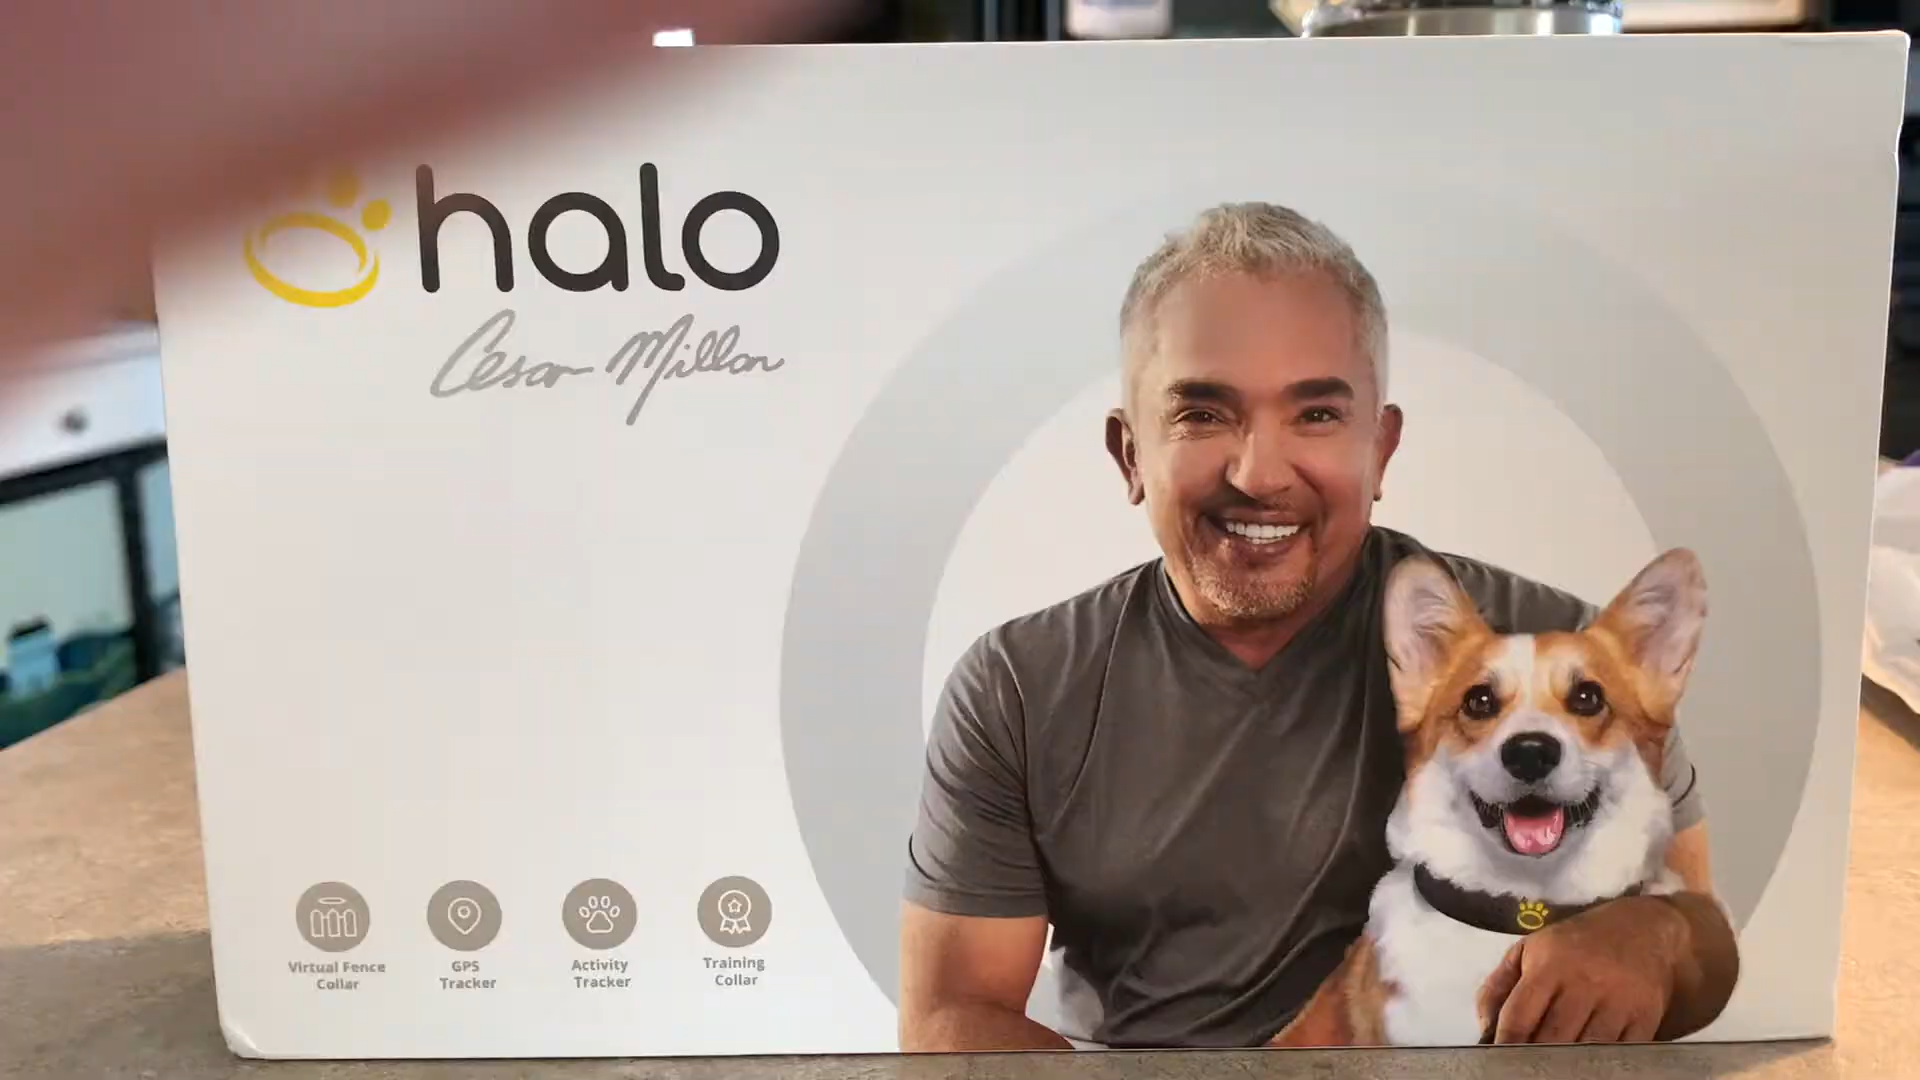 halo
Cesar Millan
Virtual Fence
Collar
GPS
Tracker
Activity
Tracker
Training
Collar